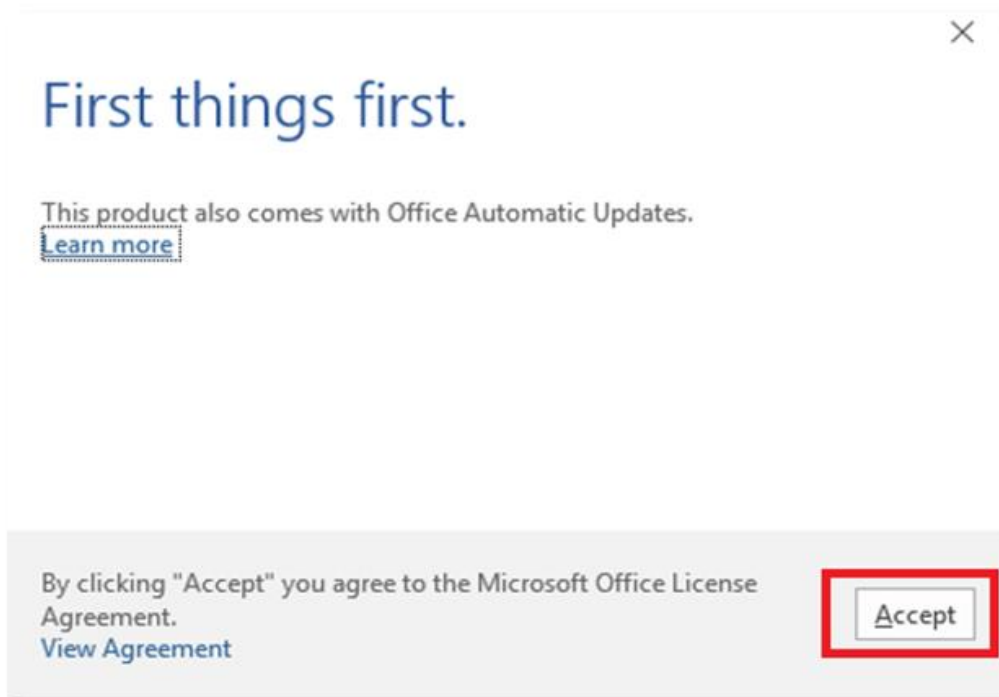 First things first.
This product also comes with Office Automatic Updates.
Learn more
By clicking "Accept" you agree to the Microsoft Office License
Agreement.
View Agreement
Accept